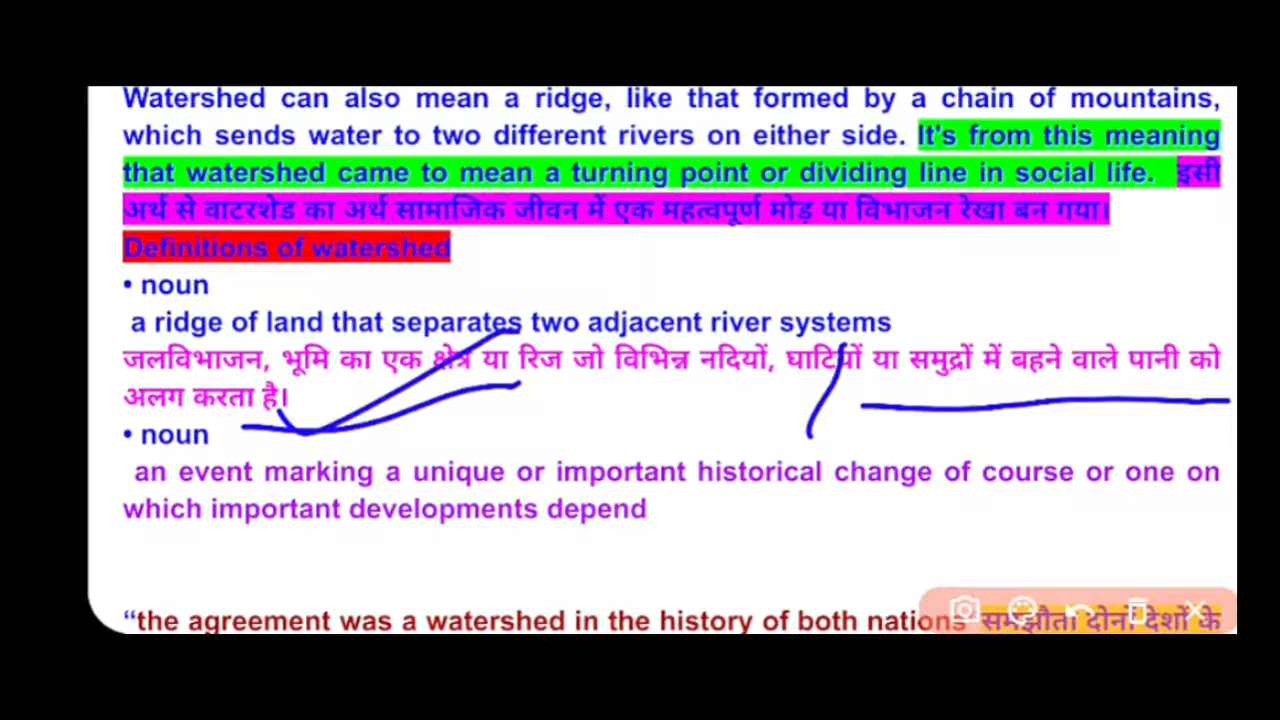 Watershed can also mean a ridge, like that formed by a chain of mountains,
which sends water to two different rivers on either side. It's from this meaning
that watershed came to mean a turning point or dividing line in social life. इसी
अर्थ से वाटरशेड का अर्थ सामाजिक जीवन में एक महत्वपूर्ण मोड़ या विभाजन रेखा बन गया।
Definitions of watershed
• noun
a ridge of land that separates two adjacent river systems
जलविभाजन, भूमि का एक क्षेत्र या रिज जो विभिन्न नदियों, घाटियों या समुद्रों में बहने वाले पानी को
अलग करता है।
• noun
an event marking a unique or important historical change of course or one on
which important developments depend
“the agreement was a watershed in the history of both nations” समझौता दोनों देशों के